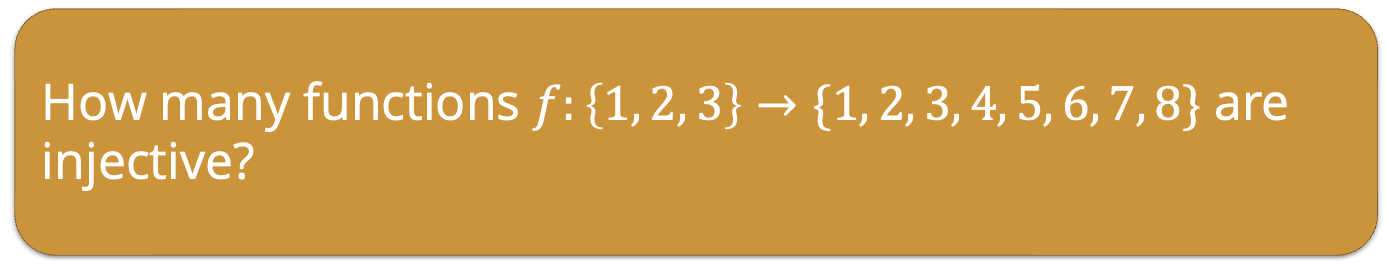 How many functions f: {1, 2, 3} → {1, 2, 3, 4, 5, 6, 7, 8} are
injective?